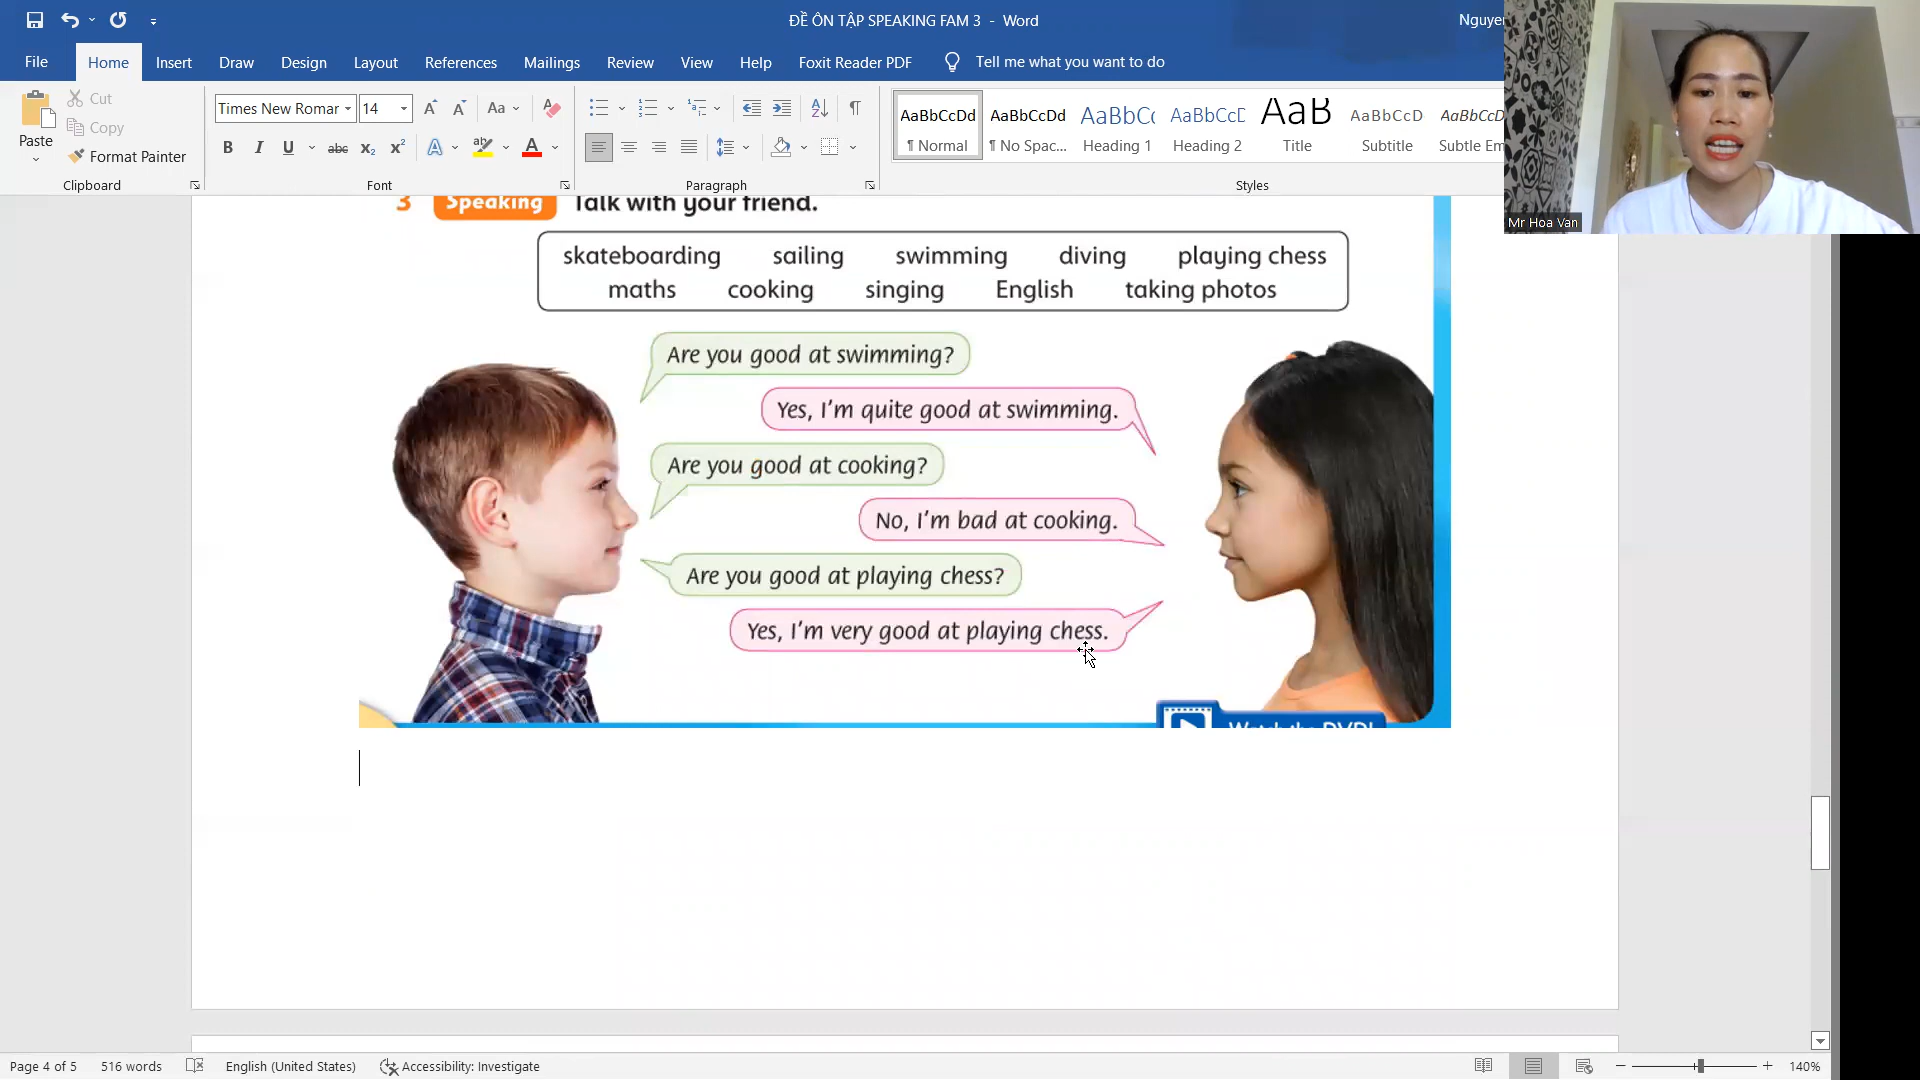 ĐỀ ÔN TẬP SPEAKING FAM 3 - Word
Nguyen
File Home Insert Draw Design Layout References Mailings Review View Help Foxit Reader PDF Tell me what you want to do
Paste
Cut
Copy
Format Painter
Clipboard
Times New Romar 14
Font
Paragraph
AaBbCcDd ¶ Normal
AaBbCcDd ¶ No Spac...
AaBbCc Heading 1
AaBbCcD Heading 2
AaB Title
AaBbCcD Subtitle
AaBbCcDd Subtle Em
Styles
Mr Hoa Van
3 Speaking Talk with your friend.
skateboarding sailing swimming diving playing chess
maths cooking singing English taking photos
Are you good at swimming?
Yes, I'm quite good at swimming.
Are you good at cooking?
No, I'm bad at cooking.
Are you good at playing chess?
Yes, I'm very good at playing chess.
Watch the DVD!
Page 4 of 5 516 words English (United States) Accessibility: Investigate 140%